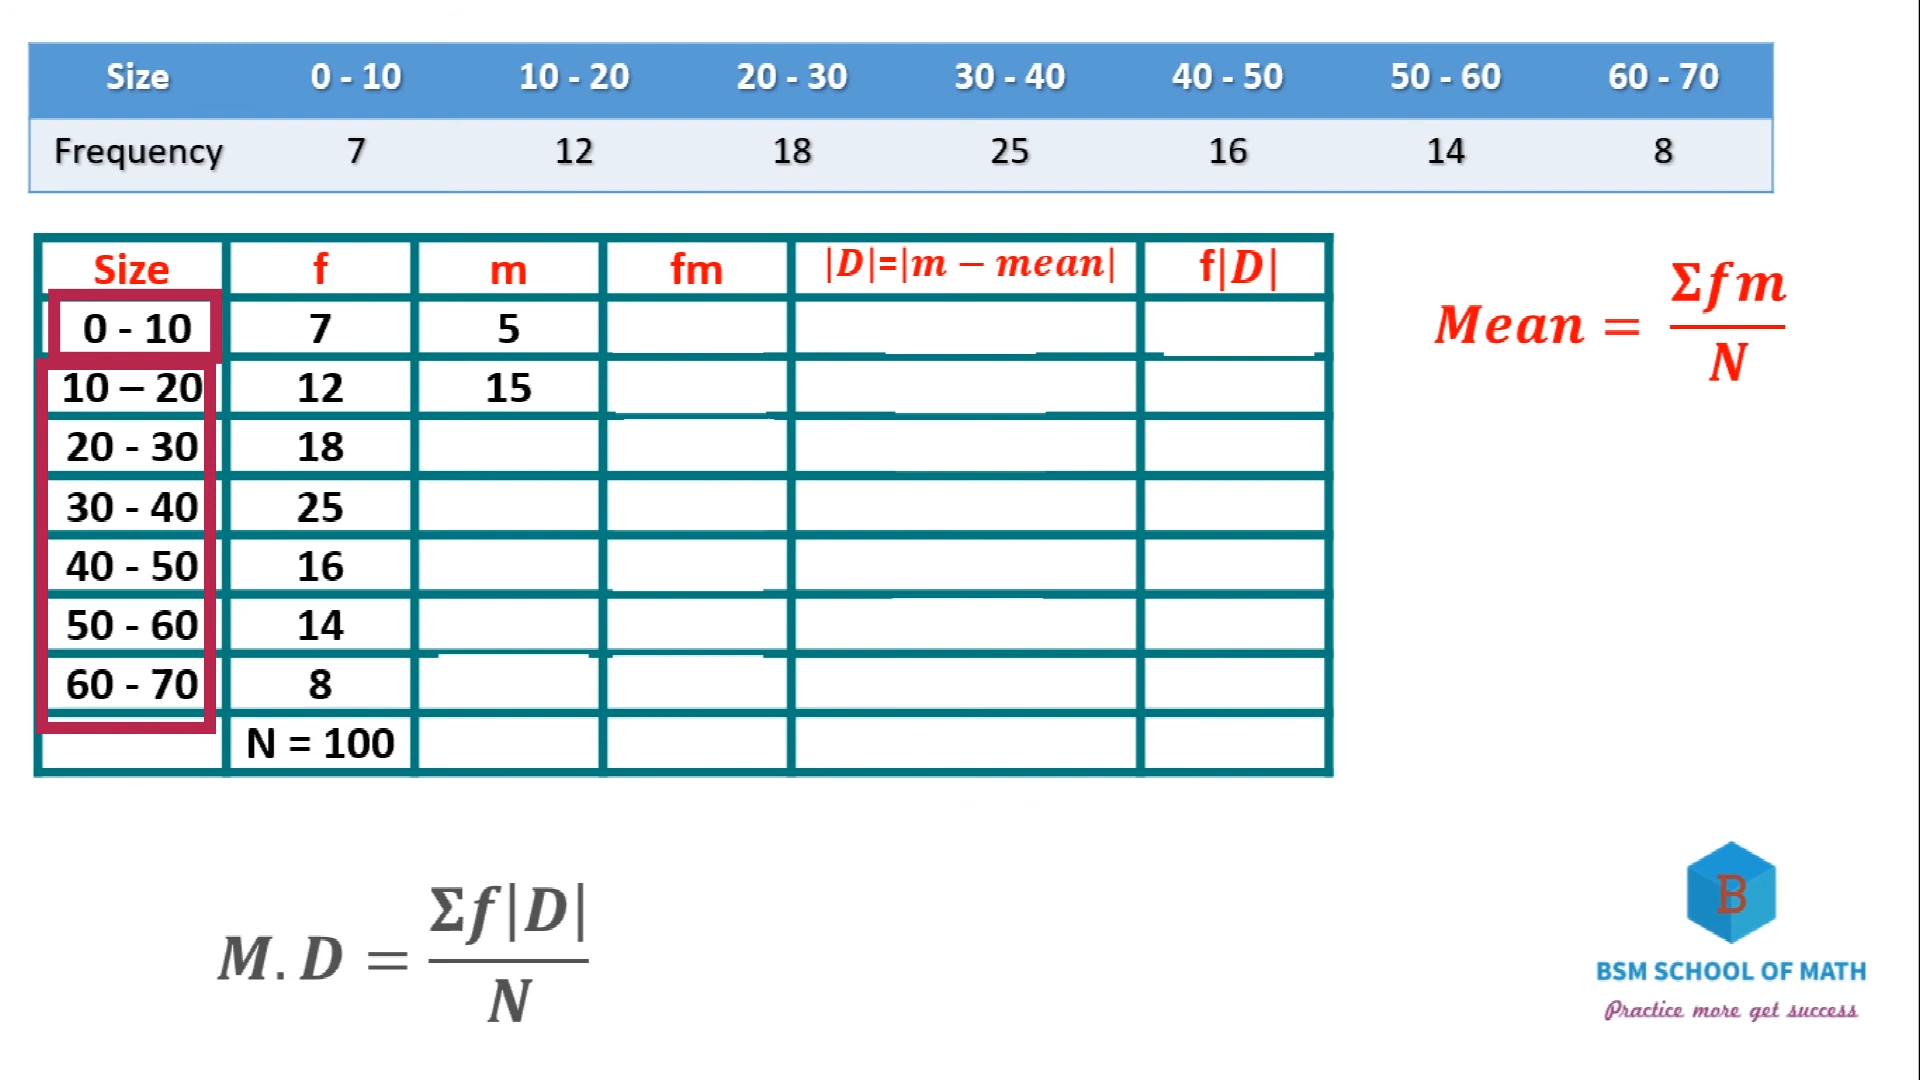 Size 0 - 10 10 - 20 20 - 30 30 - 40 40 - 50 50 - 60 60 - 70
Frequency 7 12 18 25 16 14 8
Size f m fm |D|=|m − mean| f|D|
0 - 10 7 5
10 – 20 12 15
20 - 30 18
30 - 40 25
40 - 50 16
50 - 60 14
60 - 70 8
N = 100
Mean = Σfm / N
M.D = Σf|D| / N
B
BSM SCHOOL OF MATH
Practice more get success